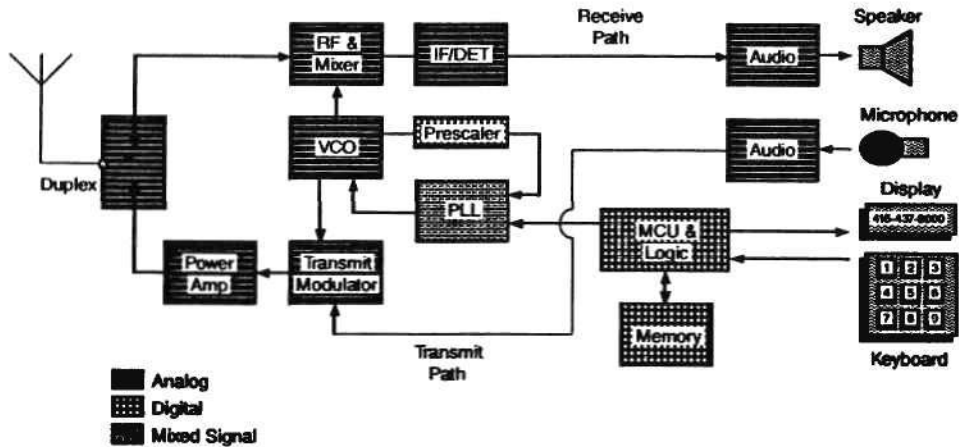 Receive
Path
Speaker
RF &
Mixer
IF/DET
Audio
Microphone
VCO
Prescaler
Audio
Duplex
Display
PLL
MCU &
Logic
Power
Amp
Transmit
Modulator
1 2 3
4 5 6
7 8 9
Memory
Transmit
Path
Keyboard
Analog
Digital
Mixed Signal